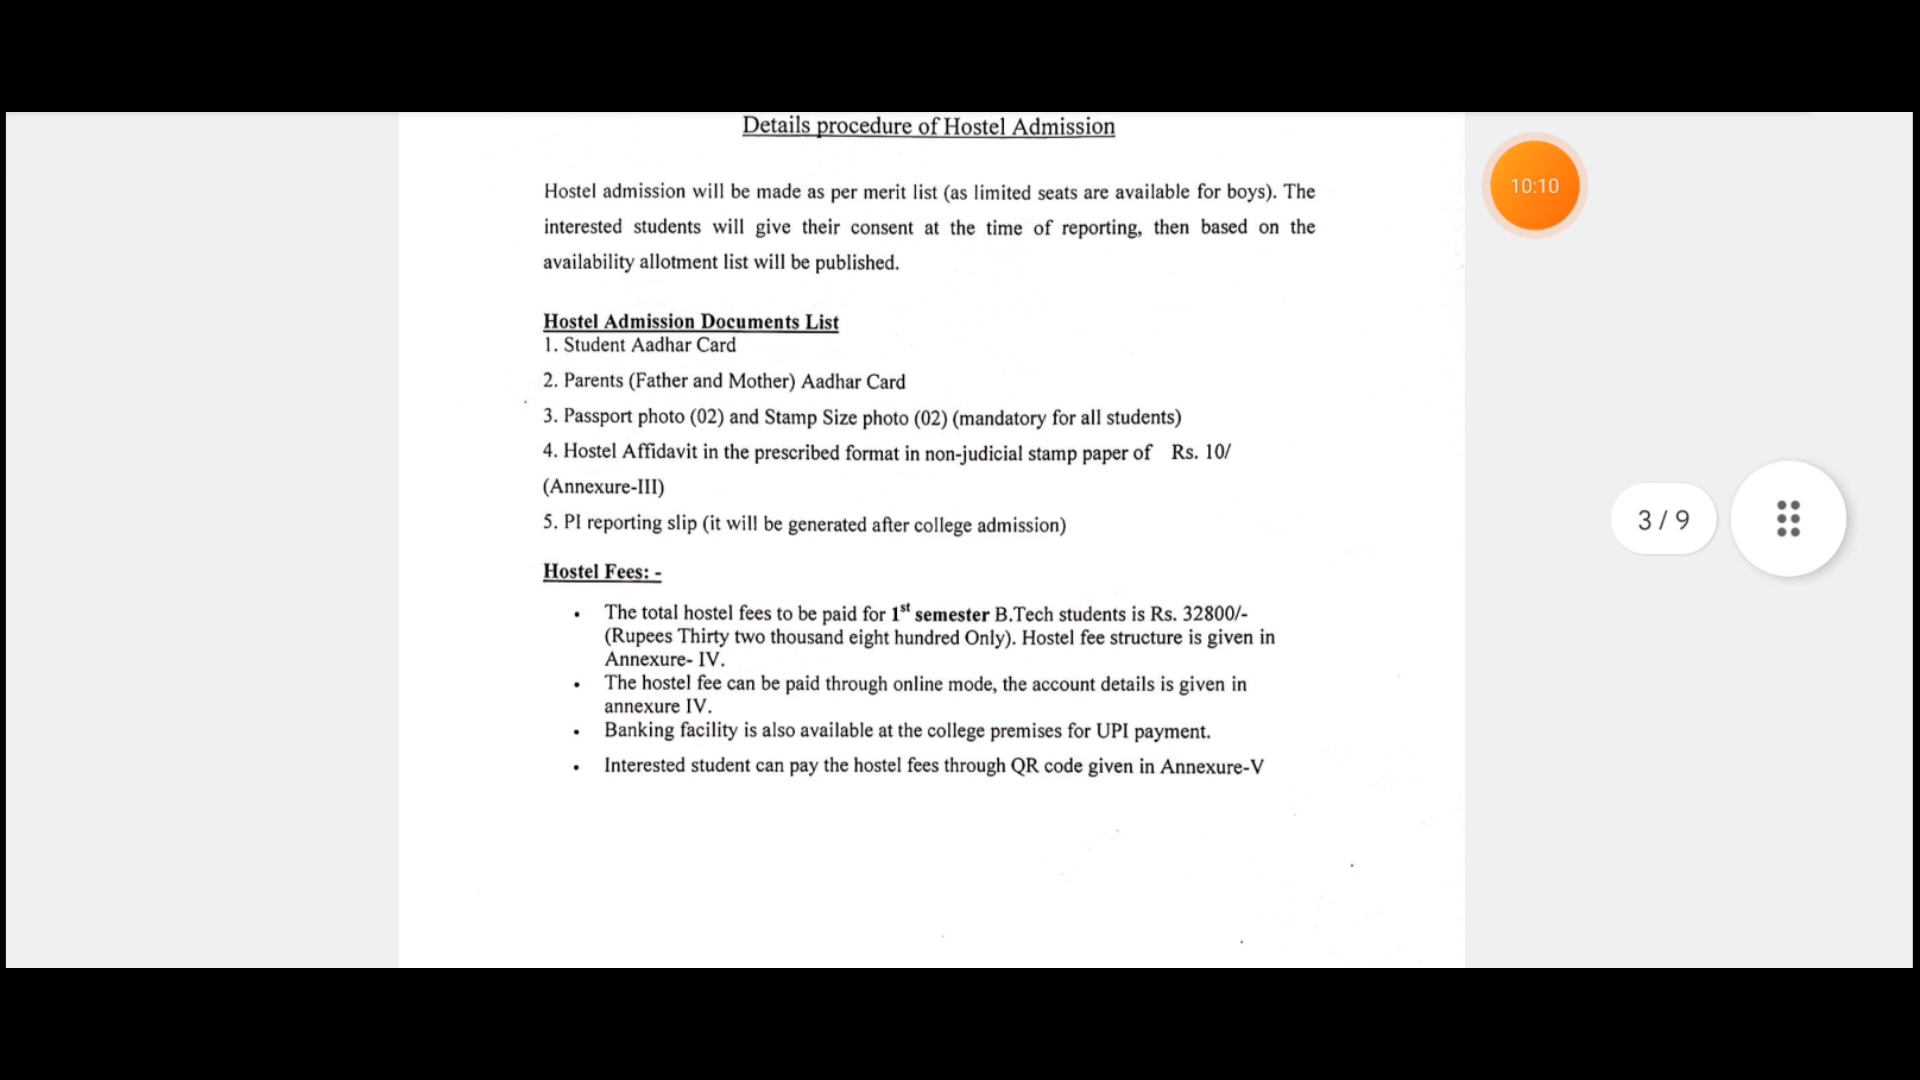 Details procedure of Hostel Admission
10:10
Hostel admission will be made as per merit list (as limited seats are available for boys). The
interested students will give their consent at the time of reporting, then based on the
availability allotment list will be published.
Hostel Admission Documents List
1. Student Aadhar Card
2. Parents (Father and Mother) Aadhar Card
3. Passport photo (02) and Stamp Size photo (02) (mandatory for all students)
4. Hostel Affidavit in the prescribed format in non-judicial stamp paper of Rs. 10/
(Annexure-III)
5. PI reporting slip (it will be generated after college admission)
3 / 9
Hostel Fees: -
• The total hostel fees to be paid for 1st semester B.Tech students is Rs. 32800/-
(Rupees Thirty two thousand eight hundred Only). Hostel fee structure is given in
Annexure- IV.
• The hostel fee can be paid through online mode, the account details is given in
annexure IV.
• Banking facility is also available at the college premises for UPI payment.
• Interested student can pay the hostel fees through QR code given in Annexure-V